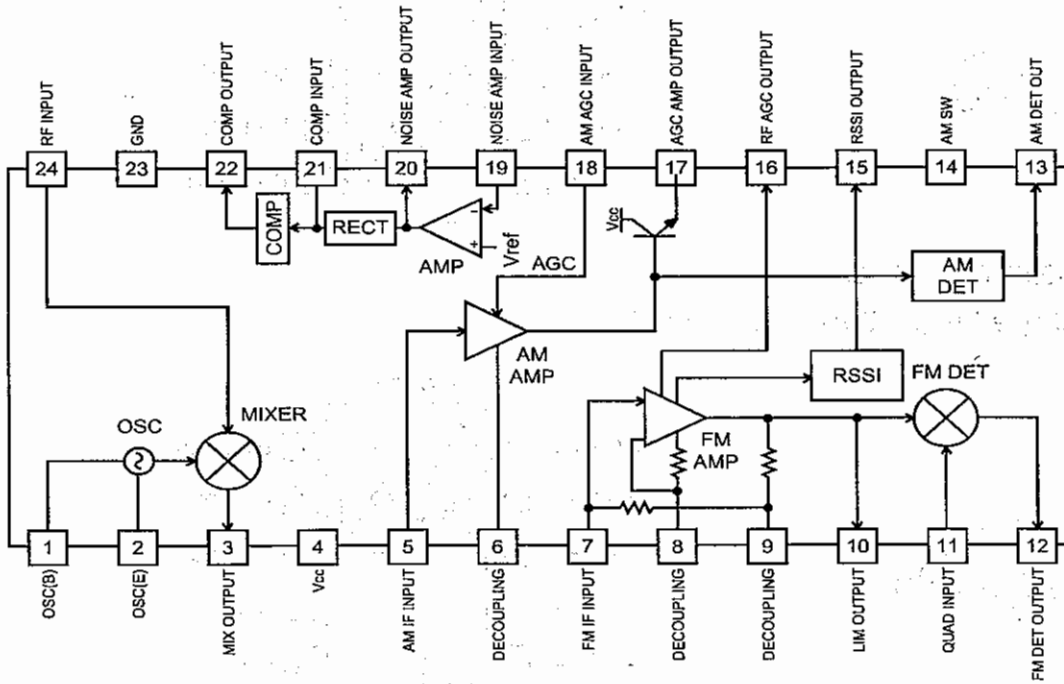 RF INPUT
GND
COMP OUTPUT
COMP INPUT
NOISE AMP OUTPUT
NOISE AMP INPUT
AM AGC INPUT
AGC AMP OUTPUT
RF AGC OUTPUT
RSSI OUTPUT
AM SW
AM DET OUT
24
23
22
21
20
19
18
17
16
15
14
13
COMP
RECT
AMP
- 
+
Vref
AGC
Vcc
AM
DET
AM
AMP
RSSI
FM DET
FM
AMP
OSC
MIXER
1
2
3
4
5
6
7
8
9
10
11
12
OSC(B)
OSC(E)
MIX OUTPUT
Vcc
AM IF INPUT
DECOUPLING
FM IF INPUT
DECOUPLING
DECOUPLING
LIM OUTPUT
QUAD INPUT
FM DET OUTPUT